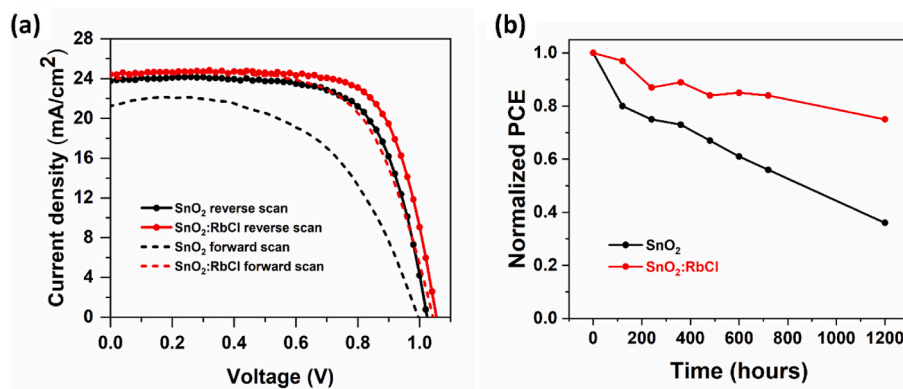 (a)
28
24
20
16
12
8
4
0
Current density (mA/cm²)
SnO₂ reverse scan
SnO₂:RbCl reverse scan
SnO₂ forward scan
SnO₂:RbCl forward scan
0.0 0.2 0.4 0.6 0.8 1.0
Voltage (V)
(b)
1.0
0.8
0.6
0.4
0.2
0.0
Normalized PCE
SnO₂
SnO₂:RbCl
0 200 400 600 800 1000 1200
Time (hours)